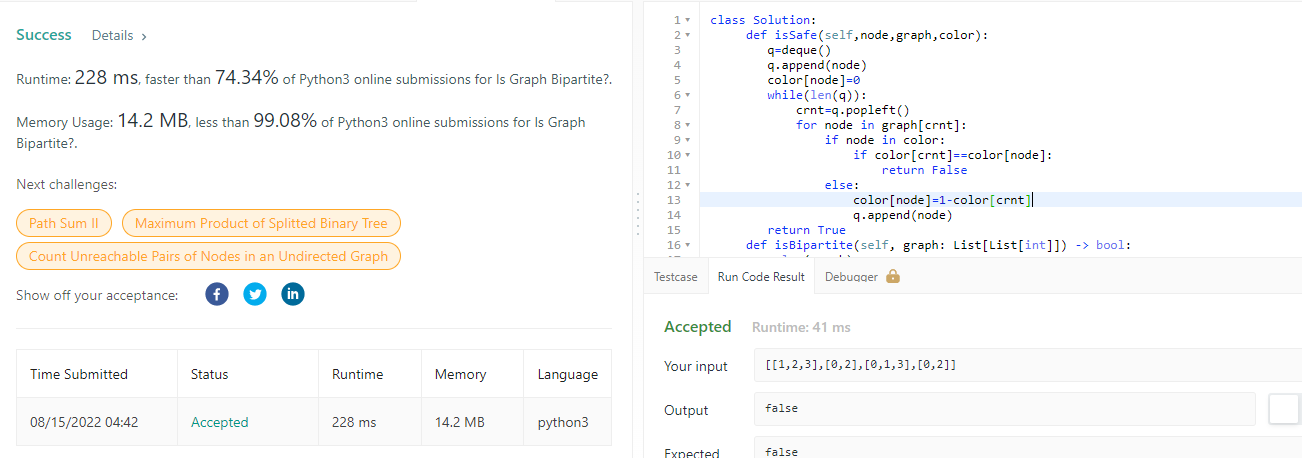 Success Details >
Runtime: 228 ms, faster than 74.34% of Python3 online submissions for Is Graph Bipartite?.
Memory Usage: 14.2 MB, less than 99.08% of Python3 online submissions for Is Graph
Bipartite?.
Next challenges:
Path Sum II Maximum Product of Splitted Binary Tree
Count Unreachable Pairs of Nodes in an Undirected Graph
Show off your acceptance:
Time Submitted Status Runtime Memory Language
08/15/2022 04:42 Accepted 228 ms 14.2 MB python3
1 class Solution:
2 def isSafe(self,node,graph,color):
3 q=deque()
4 q.append(node)
5 color[node]=0
6 while(len(q)):
7 crnt=q.popleft()
8 for node in graph[crnt]:
9 if node in color:
10 if color[crnt]==color[node]:
11 return False
12 else:
13 color[node]=1-color[crnt]
14 q.append(node)
15 return True
16 def isBipartite(self, graph: List[List[int]]) -> bool:
Testcase Run Code Result Debugger
Accepted Runtime: 41 ms
Your input [[1,2,3],[0,2],[0,1,3],[0,2]]
Output false
Expected false